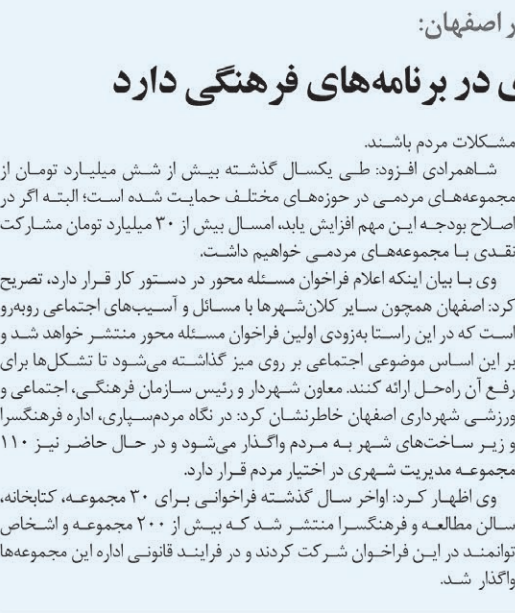 ر اصفهان:
ی در برنامه‌های فرهنگی دارد
مشکلات مردم باشند.
شاهمرادی افزود: طی یکسال گذشته بیش از شش میلیارد تومان از
مجموعه‌های مردمی در حوزه‌های مختلف حمایت شده است؛ البته اگر در
اصلاح بودجه این مهم افزایش یابد، امسال بیش از ۳۰ میلیارد تومان مشارکت
نقدی با مجموعه‌های مردمی خواهیم داشت.
وی با بیان اینکه اعلام فراخوان مسئله محور در دستور کار قرار دارد، تصریح
کرد: اصفهان همچون سایر کلان‌شهرها با مسائل و آسیب‌های اجتماعی روبه‌رو
است که در این راستا به‌زودی اولین فراخوان مسئله محور منتشر خواهد شد و
بر این اساس موضوعی اجتماعی بر روی میز گذاشته می‌شود تا تشکل‌ها برای
رفع آن راه‌حل ارائه کنند. معاون شهردار و رئیس سازمان فرهنگی، اجتماعی و
ورزشی شهرداری اصفهان خاطرنشان کرد: در نگاه مردم‌سپاری، اداره فرهنگسرا
و زیر ساخت‌های شهر به مردم واگذار می‌شود و در حال حاضر نیز ۱۱۰
مجموعه مدیریت شهری در اختیار مردم قرار دارد.
وی اظهار کرد: اواخر سال گذشته فراخوانی برای ۳۰ مجموعه، کتابخانه،
سالن مطالعه و فرهنگسرا منتشر شد که بیش از ۲۰۰ مجموعه و اشخاص
توانمند در این فراخوان شرکت کردند و در فرایند قانونی اداره این مجموعه‌ها
واگذار شد.